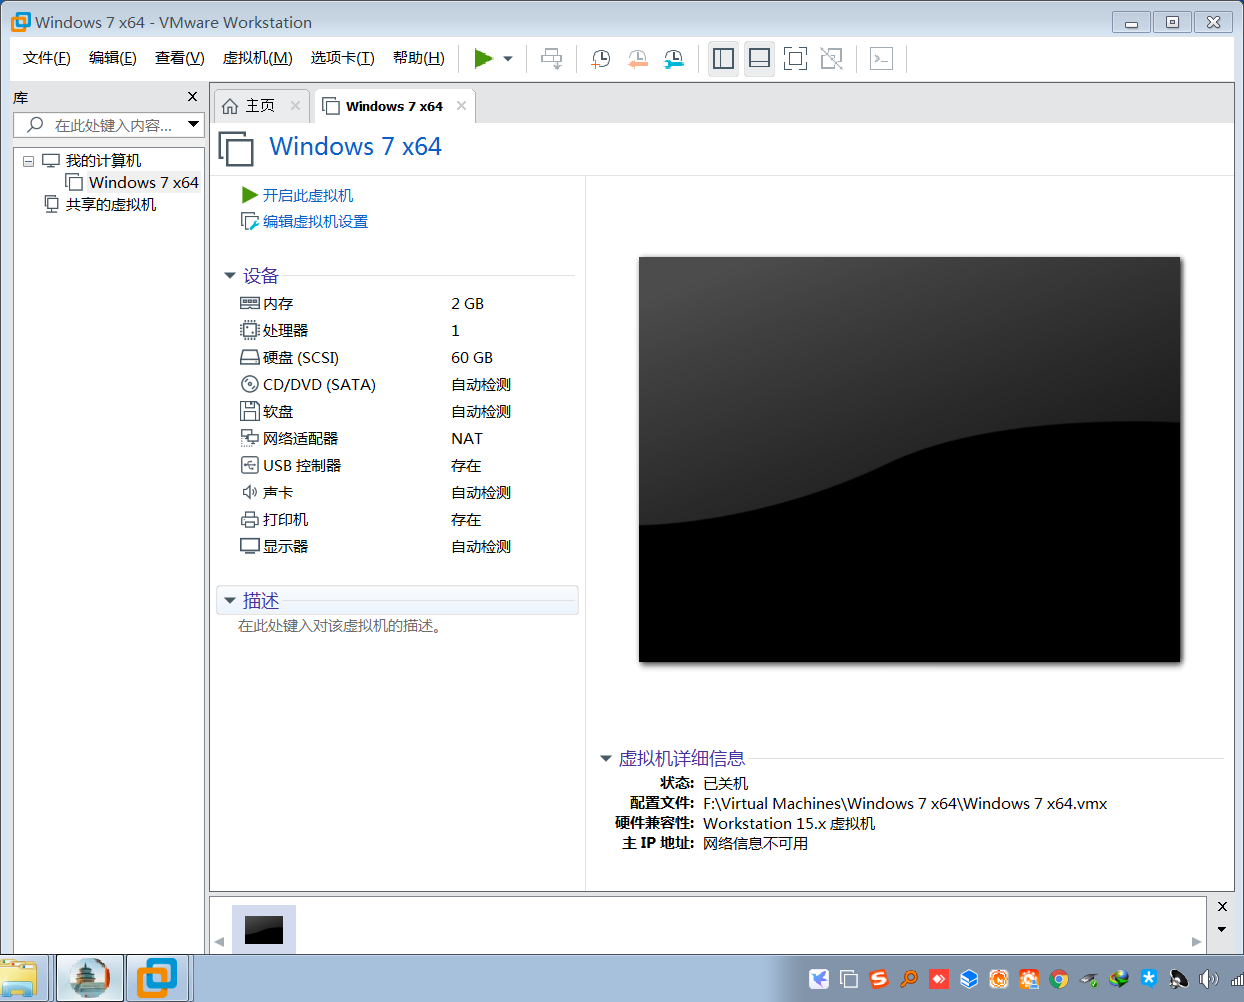 Windows 7 x64 - VMware Workstation
文件(F) 编辑(E) 查看(V) 虚拟机(M) 选项卡(T) 帮助(H)
库
在此处键入内容...
我的计算机
Windows 7 x64
共享的虚拟机
主页
Windows 7 x64
Windows 7 x64
开启此虚拟机
编辑虚拟机设置
设备
内存 2 GB
处理器 1
硬盘 (SCSI) 60 GB
CD/DVD (SATA) 自动检测
软盘 自动检测
网络适配器 NAT
USB 控制器 存在
声卡 自动检测
打印机 存在
显示器 自动检测
描述
在此处键入对该虚拟机的描述。
虚拟机详细信息
状态: 已关机
配置文件: F:\Virtual Machines\Windows 7 x64\Windows 7 x64.vmx
硬件兼容性: Workstation 15.x 虚拟机
主 IP 地址: 网络信息不可用